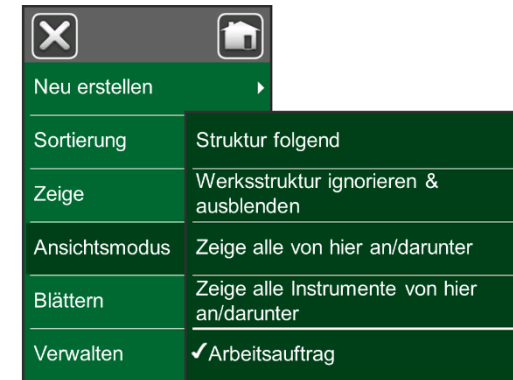 Neu erstellen
Sortierung
Zeige
Ansichtsmodus
Blättern
Verwalten
Struktur folgend
Werksstruktur ignorieren &
ausblenden
Zeige alle von hier an/darunter
Zeige alle Instrumente von hier
an/darunter
Arbeitsauftrag